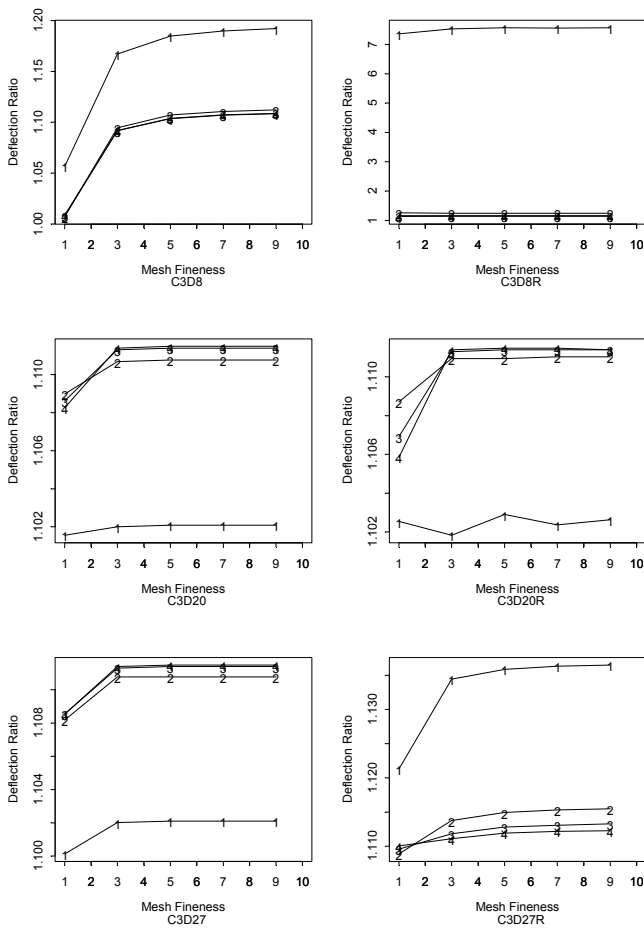 1.00 1.05 1.10 1.15 1.20
Deflection Ratio
1 2 3 4 5 6 7 8 9 10
Mesh Fineness
C3D8
1 2 3 4 5 6 7
Deflection Ratio
1 2 3 4 5 6 7 8 9 10
Mesh Fineness
C3D8R
1.102 1.106 1.110
Deflection Ratio
1 2 3 4 5 6 7 8 9 10
Mesh Fineness
C3D20
1.102 1.106 1.110
Deflection Ratio
1 2 3 4 5 6 7 8 9 10
Mesh Fineness
C3D20R
1.100 1.104 1.108
Deflection Ratio
1 2 3 4 5 6 7 8 9 10
Mesh Fineness
C3D27
1.110 1.120 1.130
Deflection Ratio
1 2 3 4 5 6 7 8 9 10
Mesh Fineness
C3D27R